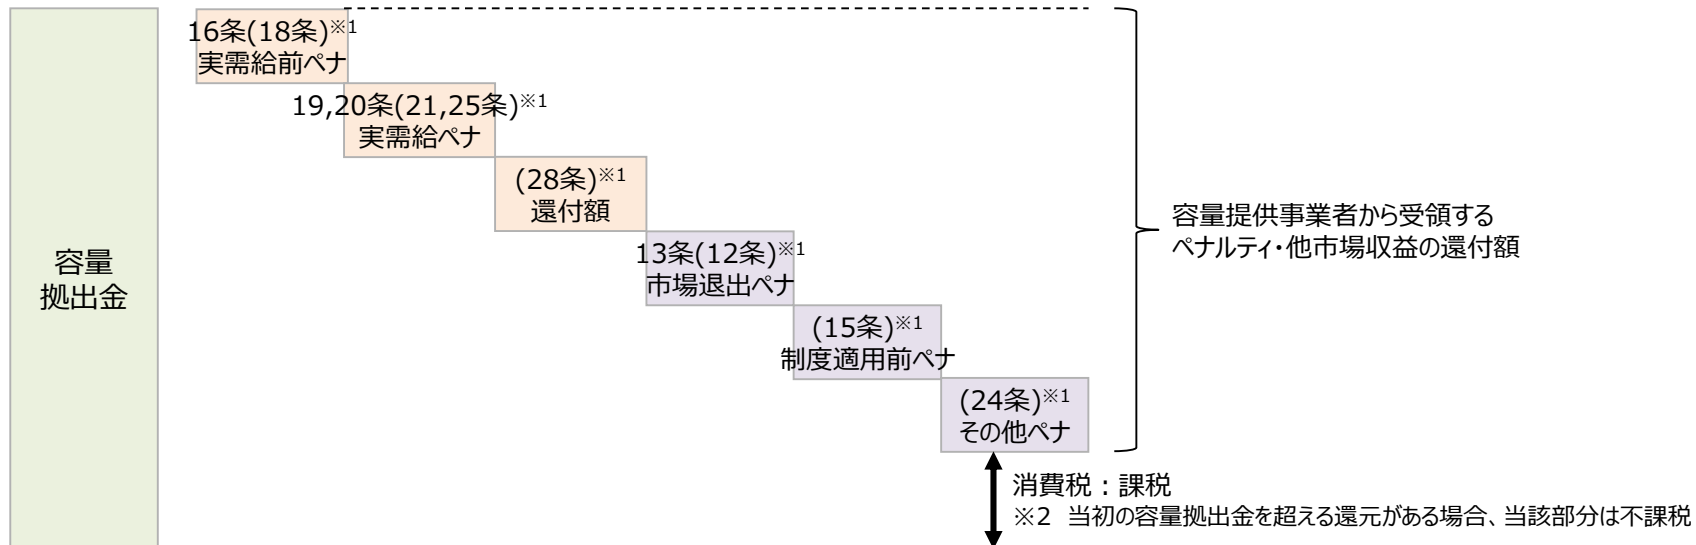 容量
拠出金
16条(18条)※1
実需給前ペナ
19,20条(21,25条)※1
実需給ペナ
(28条)※1
還付額
13条(12条)※1
市場退出ペナ
(15条)※1
制度適用前ペナ
(24条)※1
その他ペナ
容量提供事業者から受領する
ペナルティ・他市場収益の還付額
消費税：課税
※2 当初の容量拠出金を超える還元がある場合、当該部分は不課税